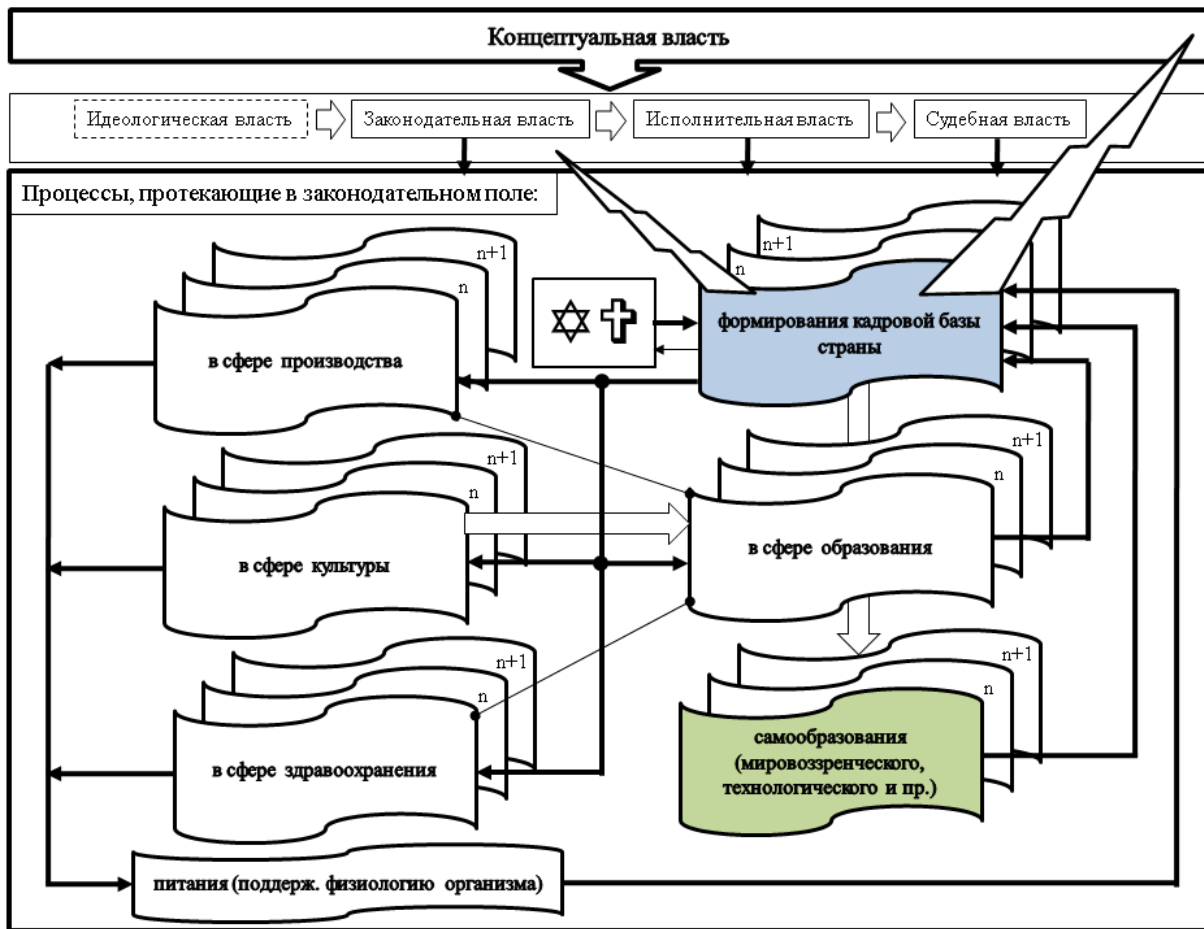 Концептуальная власть
Идеологическая власть
Законодательная власть
Исполнительная власть
Судебная власть
Процессы, протекающие в законодательном поле:
n+1
n
в сфере производства
n+1
n
формирования кадровой базы
страны
n+1
n
в сфере культуры
n+1
n
в сфере образования
n+1
n
в сфере здравоохранения
n+1
n
самообразования
(мировоззренческого,
технологического и пр.)
питания (поддерж. физиологию организма)